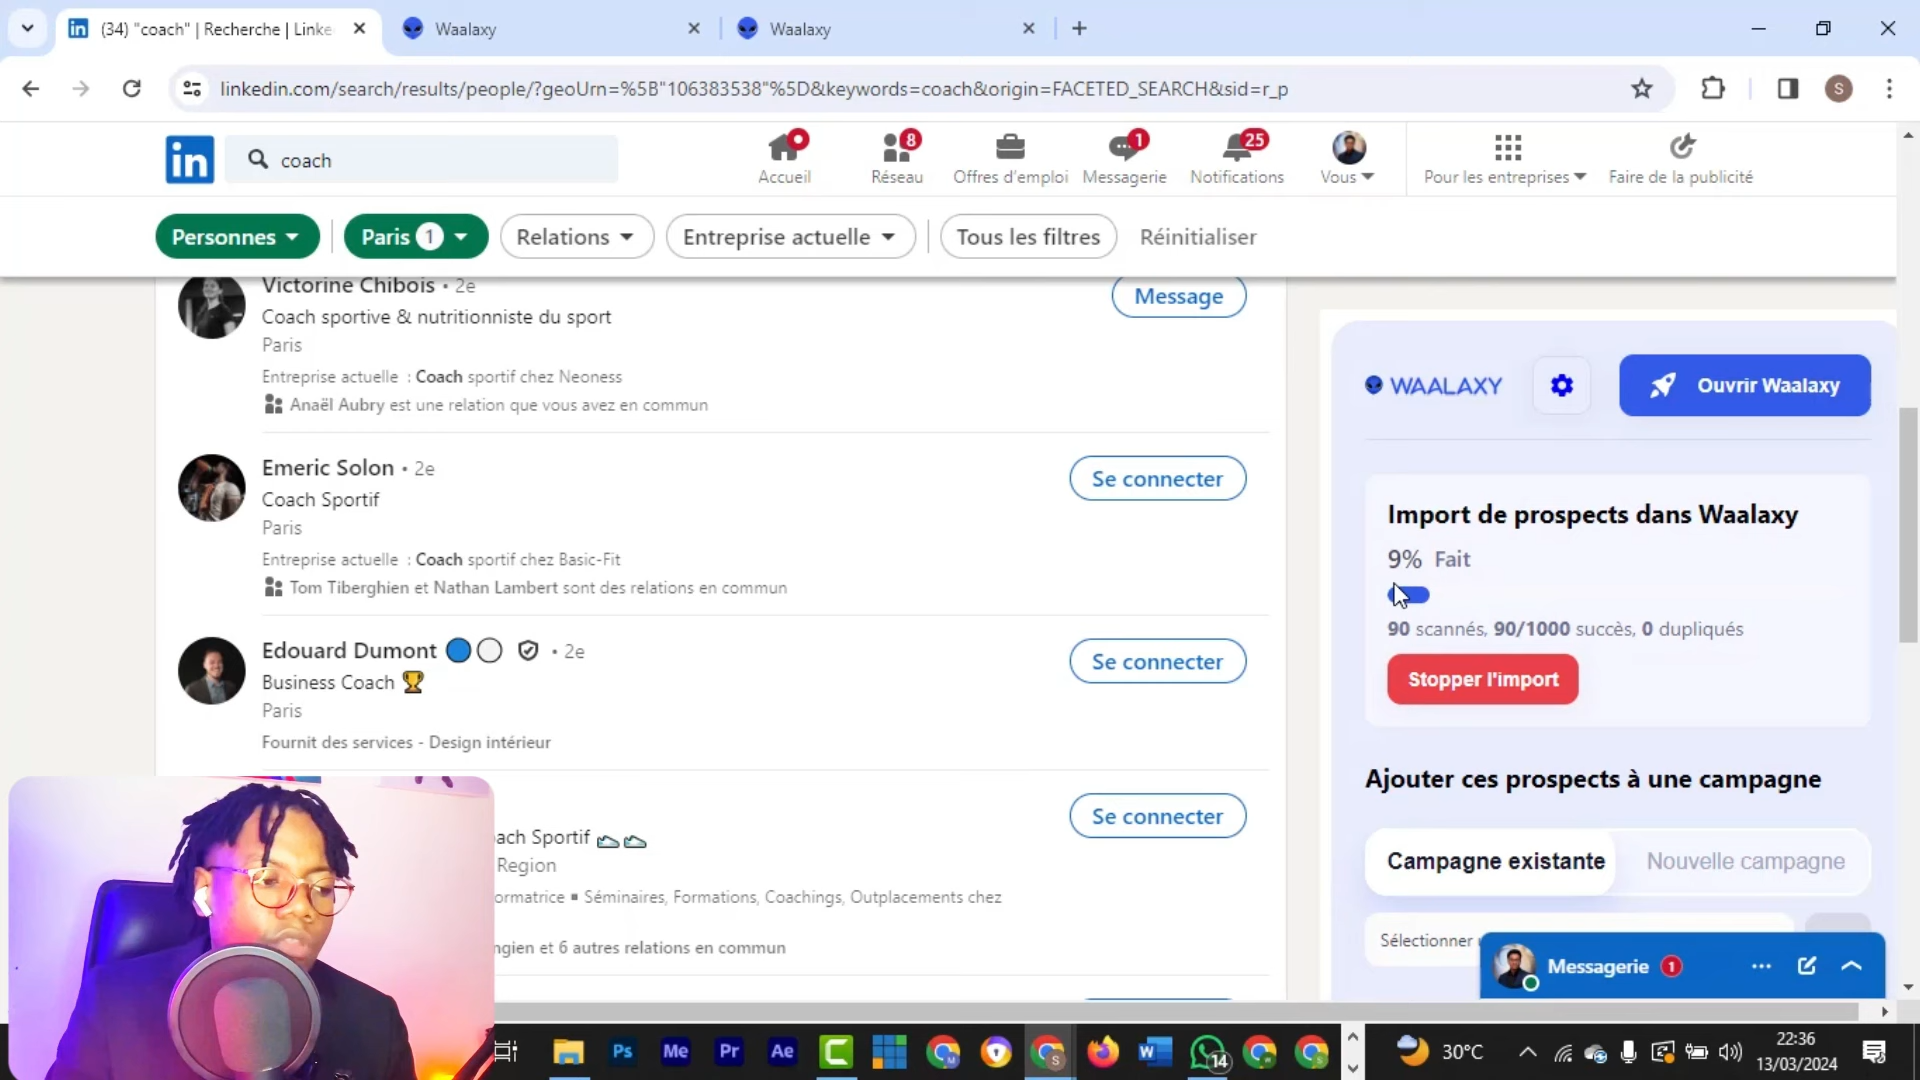 (34) "coach" | Recherche | Linke
Waalaxy
Waalaxy
linkedin.com/search/results/people/?geoUrn=%5B"106383538"%5D&keywords=coach&origin=FACETED_SEARCH&sid=r_p
S
in
coach
Accueil
8
Réseau
Offres d'emploi
1
Messagerie
25
Notifications
Vous
Pour les entreprises
Faire de la publicité
Personnes
Paris 1
Relations
Entreprise actuelle
Tous les filtres
Réinitialiser
Victorine Chibois • 2e
Coach sportive & nutritionniste du sport
Paris
Entreprise actuelle : Coach sportif chez Neoness
Anaël Aubry est une relation que vous avez en commun
Message
Emeric Solon • 2e
Coach Sportif
Paris
Entreprise actuelle : Coach sportif chez Basic-Fit
Tom Tiberghien et Nathan Lambert sont des relations en commun
Se connecter
Edouard Dumont 🔵⚪ • 2e
Business Coach 🏆
Paris
Fournit des services - Design intérieur
Se connecter
ach Sportif 👟👟
Region
ormatrice ▪ Séminaires, Formations, Coachings, Outplacements chez
ngien et 6 autres relations en commun
Se connecter
WAALAXY
Ouvrir Waalaxy
Import de prospects dans Waalaxy
9% Fait
90 scannés, 90/1000 succès, 0 dupliqués
Stopper l'import
Ajouter ces prospects à une campagne
Campagne existante
Nouvelle campagne
Sélectionner
Messagerie 1
Ps
Me
Pr
Ae
C
S
W
14
30°C
22:36
13/03/2024